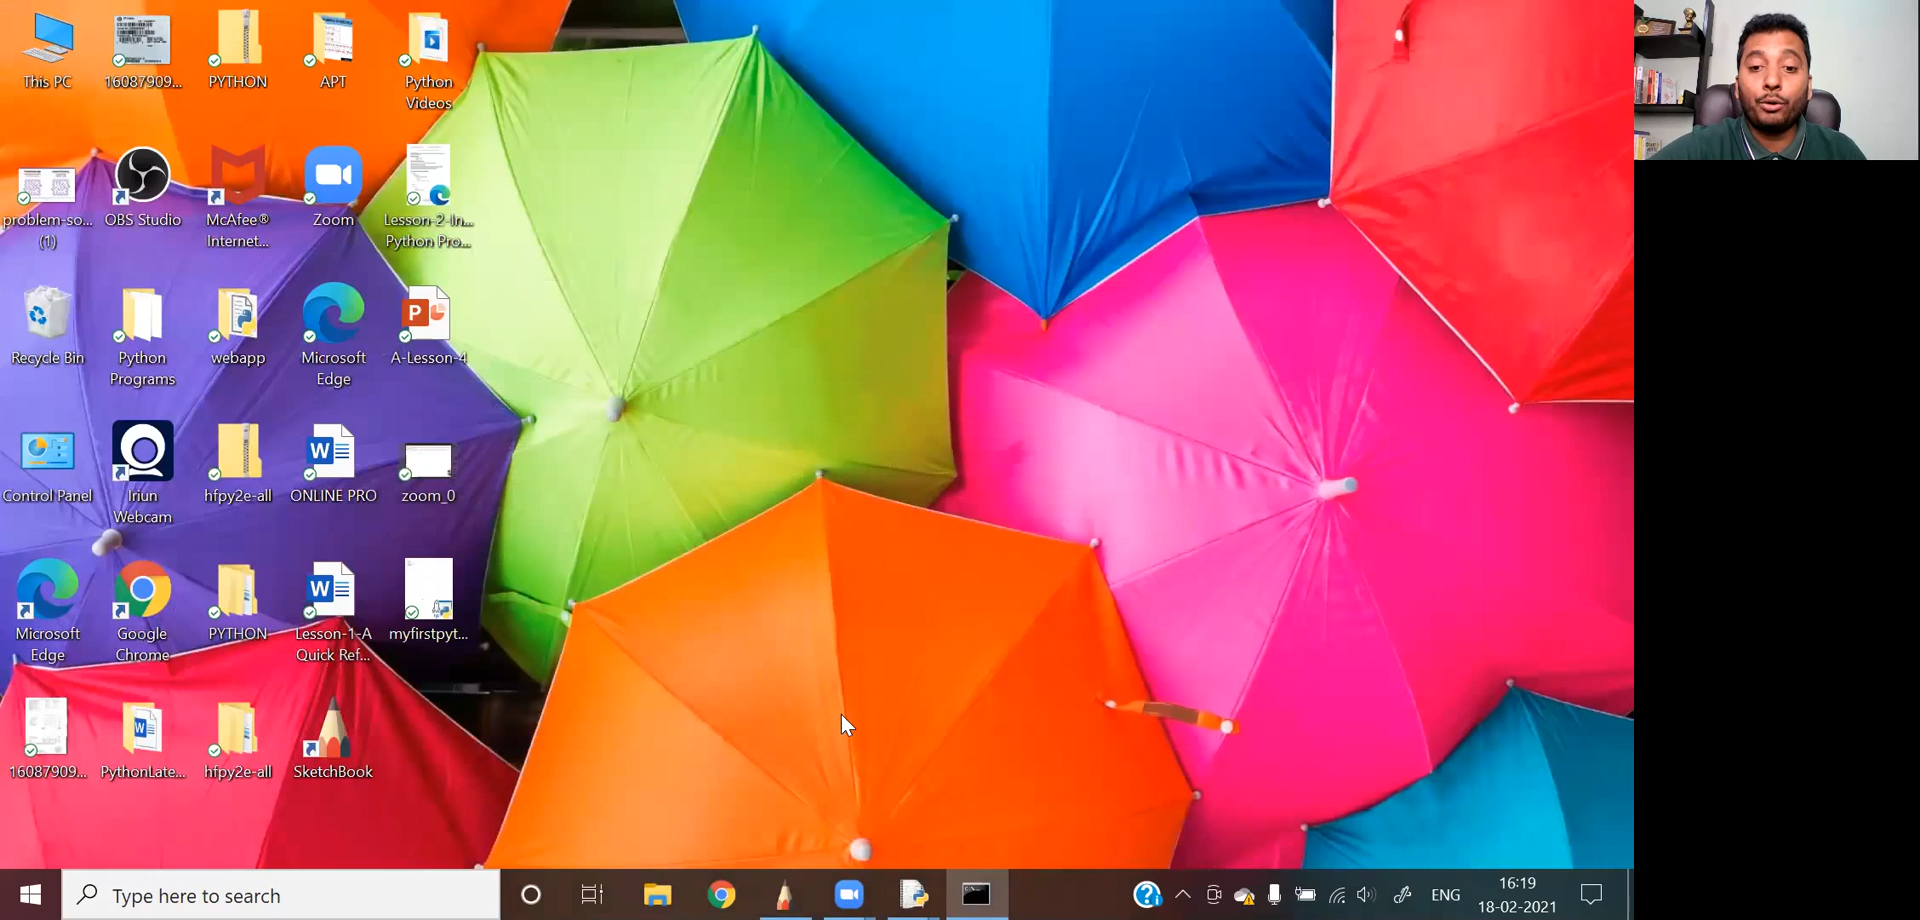 This PC
16087909...
PYTHON
APT
Python
Videos
problem-so...
(1)
OBS Studio
McAfee®
Internet...
Zoom
Lesson-2-In...
Python Pro...
Recycle Bin
Python
Programs
webapp
Microsoft
Edge
A-Lesson-4
Control Panel
Iriun
Webcam
hfpy2e-all
ONLINE PRO
zoom_0
Microsoft
Edge
Google
Chrome
PYTHON
Lesson-1-A
Quick Ref...
myfirstpyt...
16087909...
PythonLate...
hfpy2e-all
SketchBook
Type here to search
ENG
16:19
18-02-2021